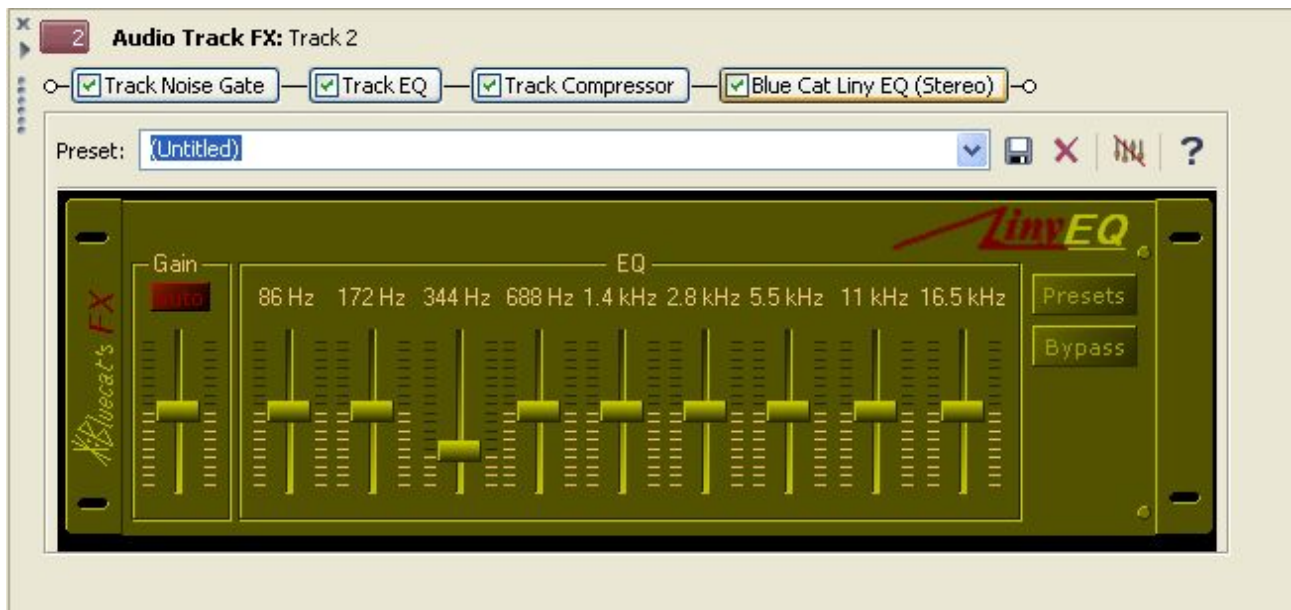 2 Audio Track FX: Track 2
Track Noise Gate Track EQ Track Compressor Blue Cat Liny EQ (Stereo)
Preset: (Untitled) ?
LinyEQ
Gain EQ
Auto 86 Hz 172 Hz 344 Hz 688 Hz 1.4 kHz 2.8 kHz 5.5 kHz 11 kHz 16.5 kHz Presets
Bypass
Bluecat's FX